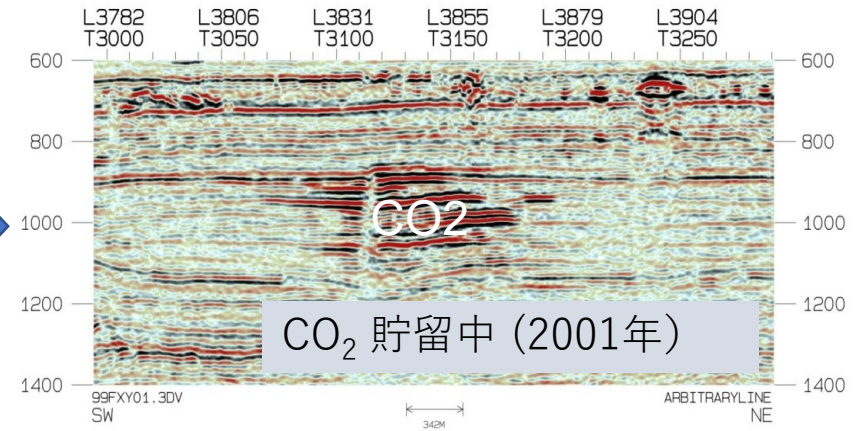 L3782 L3806 L3831 L3855 L3879 L3904
T3000 T3050 T3100 T3150 T3200 T3250
600 600
800 800
CO2
1000 1000
1200 1200
CO₂ 貯留中 (2001年)
1400 1400
99FXY01.3DV ARBITRARYLINE
SW NE
342M